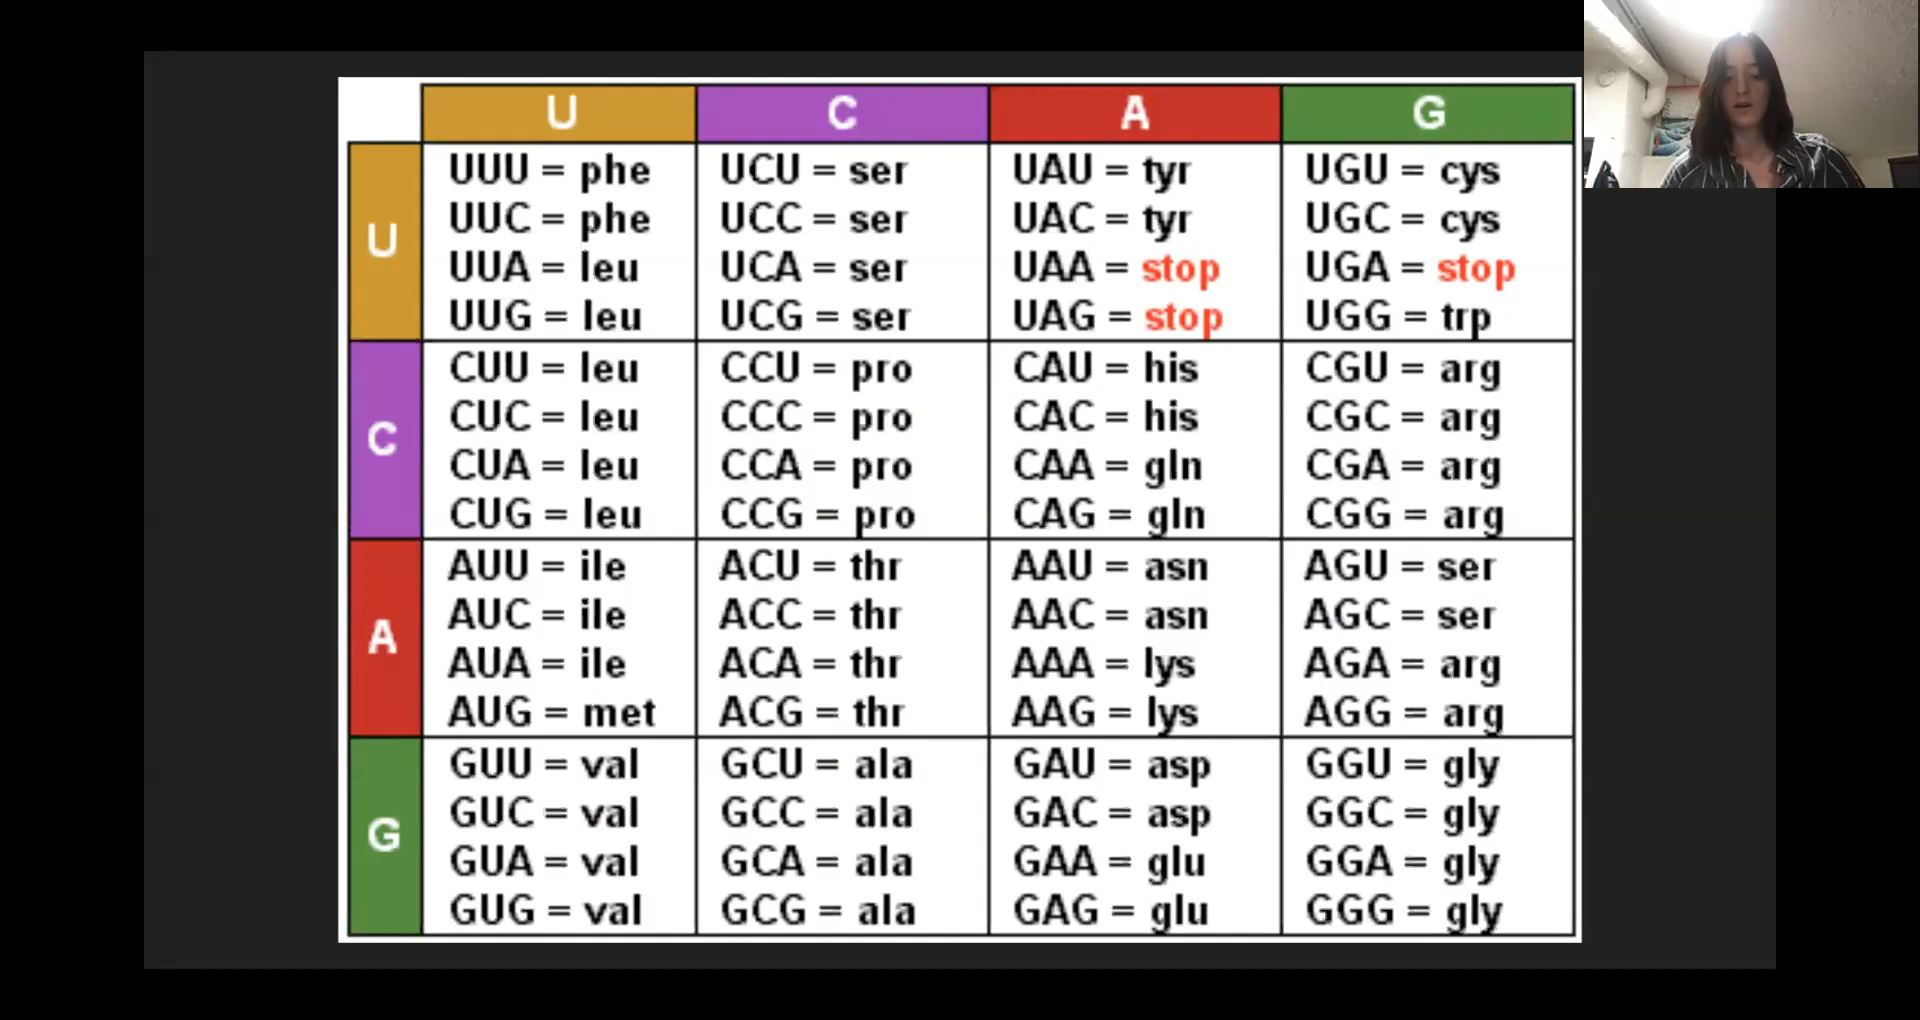 U C A G
U
UUU = phe UCU = ser UAU = tyr UGU = cys
UUC = phe UCC = ser UAC = tyr UGC = cys
UUA = leu UCA = ser UAA = stop UGA = stop
UUG = leu UCG = ser UAG = stop UGG = trp
C
CUU = leu CCU = pro CAU = his CGU = arg
CUC = leu CCC = pro CAC = his CGC = arg
CUA = leu CCA = pro CAA = gln CGA = arg
CUG = leu CCG = pro CAG = gln CGG = arg
A
AUU = ile ACU = thr AAU = asn AGU = ser
AUC = ile ACC = thr AAC = asn AGC = ser
AUA = ile ACA = thr AAA = lys AGA = arg
AUG = met ACG = thr AAG = lys AGG = arg
G
GUU = val GCU = ala GAU = asp GGU = gly
GUC = val GCC = ala GAC = asp GGC = gly
GUA = val GCA = ala GAA = glu GGA = gly
GUG = val GCG = ala GAG = glu GGG = gly